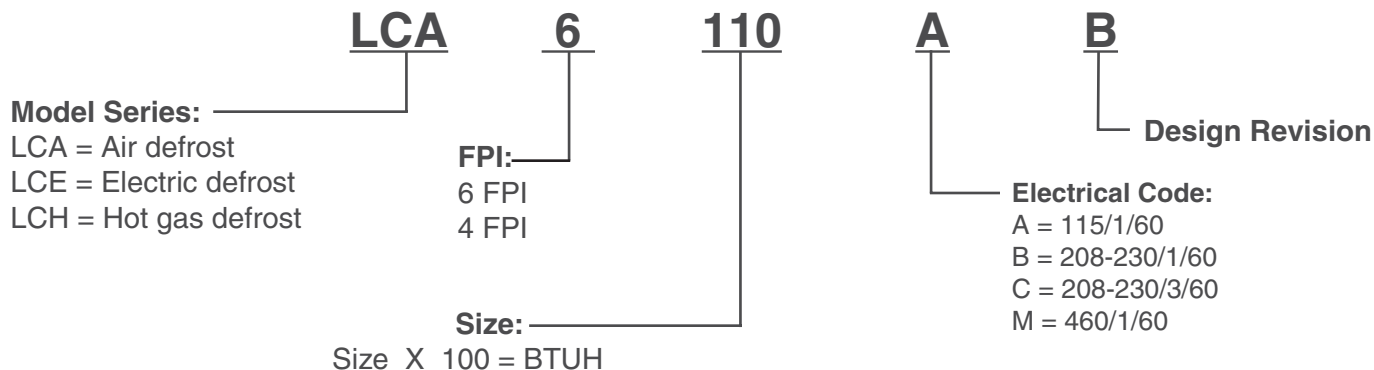 LCA 6 110 A B
Model Series:
LCA = Air defrost
LCE = Electric defrost
LCH = Hot gas defrost
FPI:
6 FPI
4 FPI
Size:
Size X 100 = BTUH
Design Revision
Electrical Code:
A = 115/1/60
B = 208-230/1/60
C = 208-230/3/60
M = 460/1/60